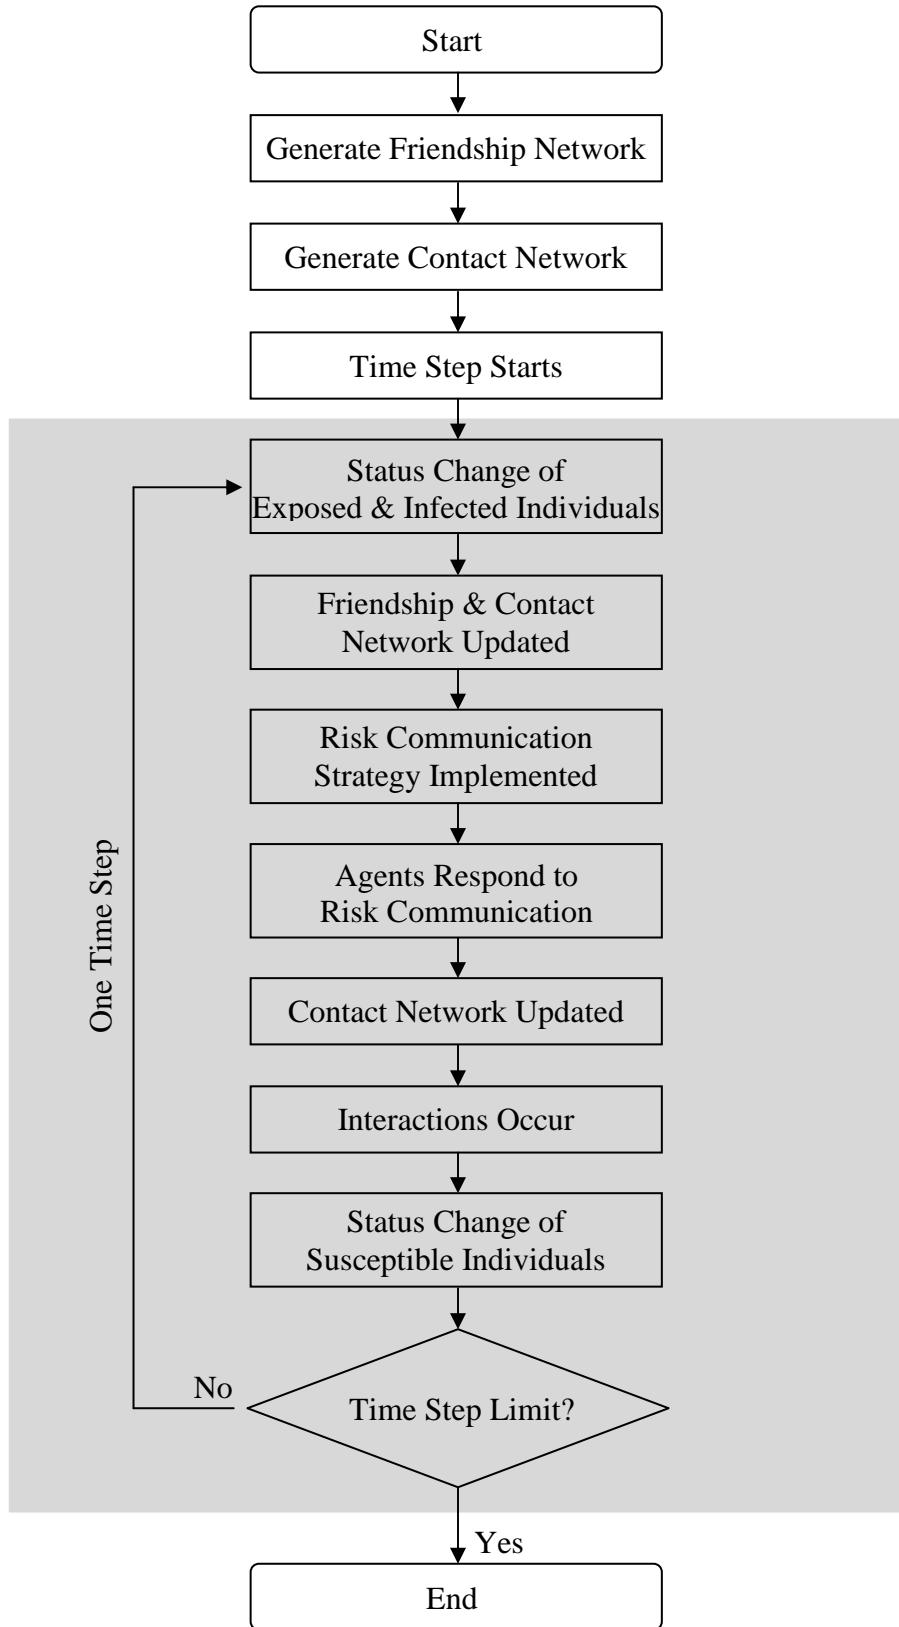 Start
Generate Friendship Network
Generate Contact Network
Time Step Starts
Status Change of
Exposed & Infected Individuals
Friendship & Contact
Network Updated
Risk Communication
Strategy Implemented
Agents Respond to
Risk Communication
One Time Step
Contact Network Updated
Interactions Occur
Status Change of
Susceptible Individuals
No
Time Step Limit?
Yes
End